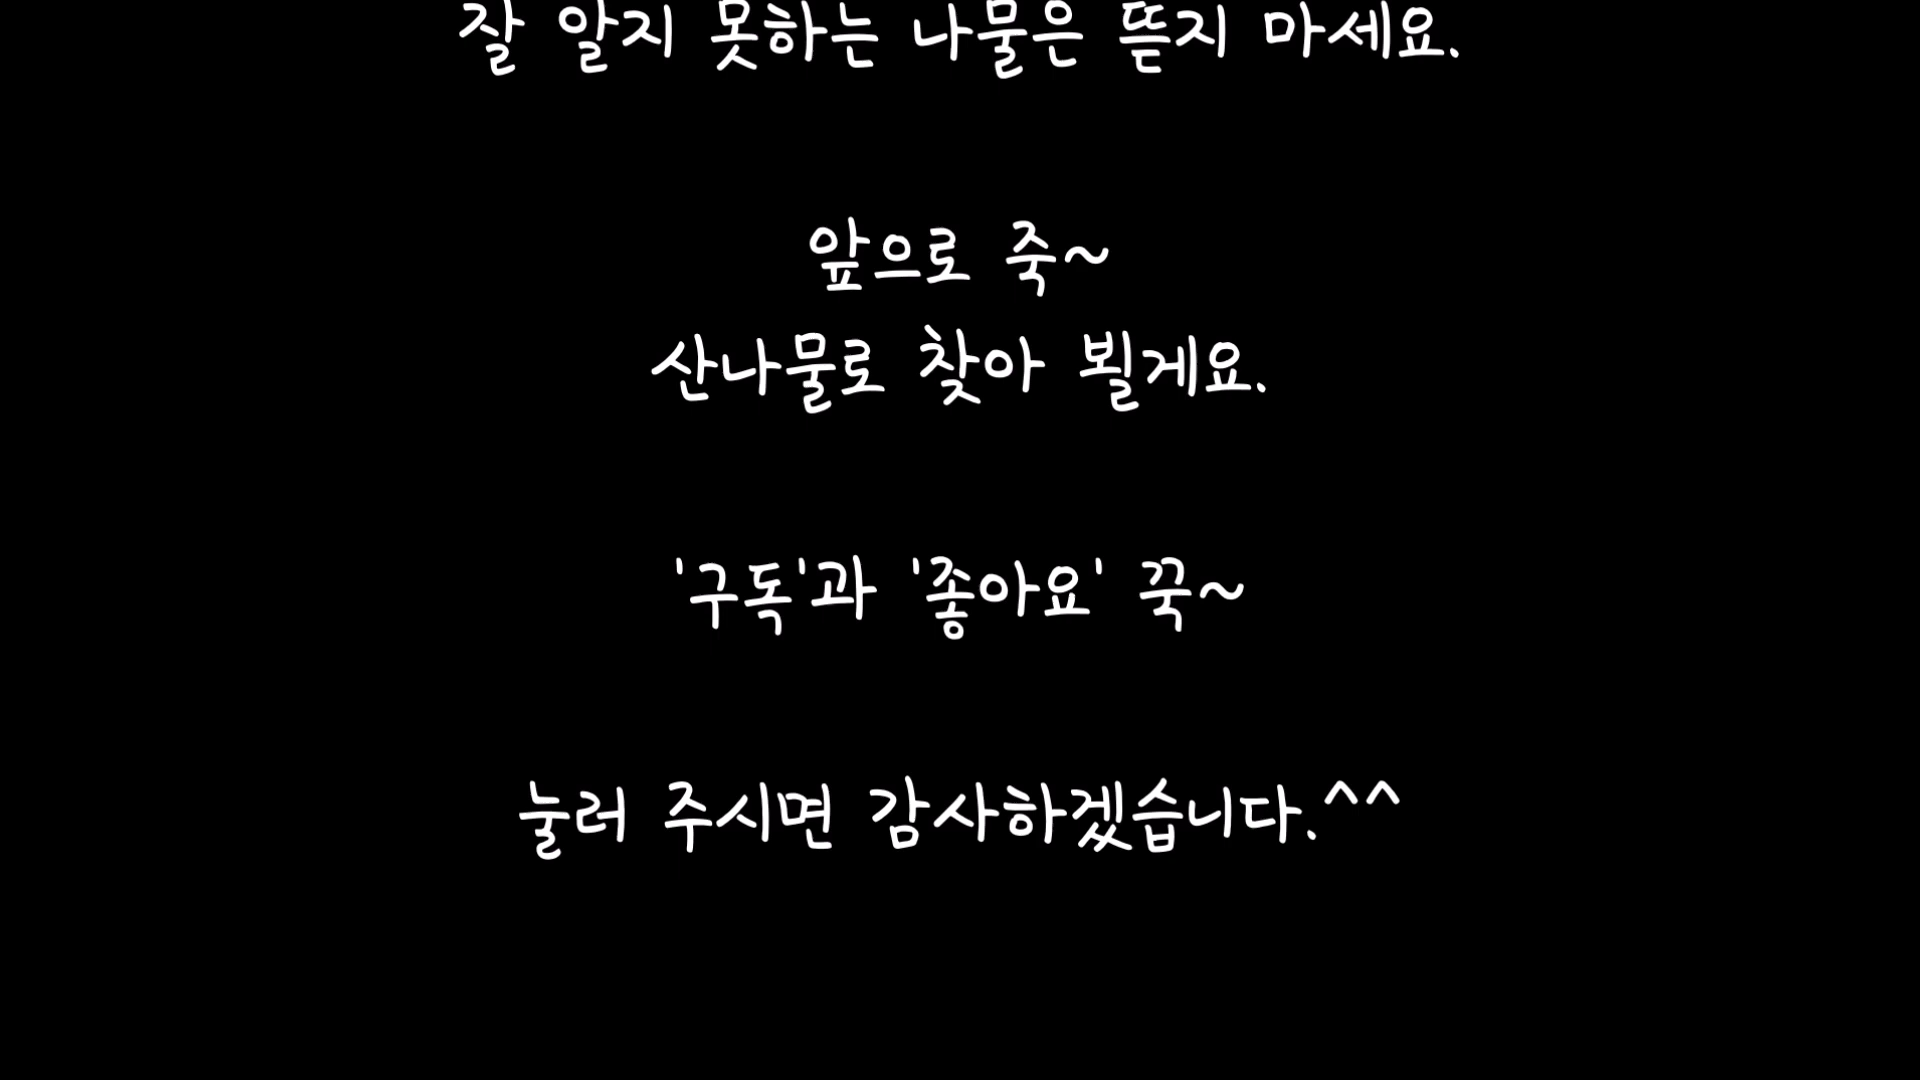 잘 알지 못하는 나물은 뜯지 마세요.
앞으로 죽~
산나물로 찾아 뵐게요.
'구독'과 '좋아요' 꾹~
눌러 주시면 감사하겠습니다.^^